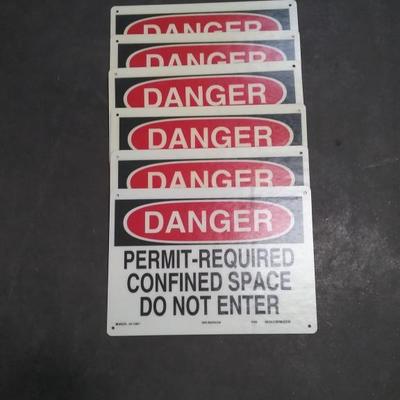 DANGER
DANGER
DANGER
DANGER
DANGER
DANGER
PERMIT-REQUIRED
CONFINED SPACE
DO NOT ENTER